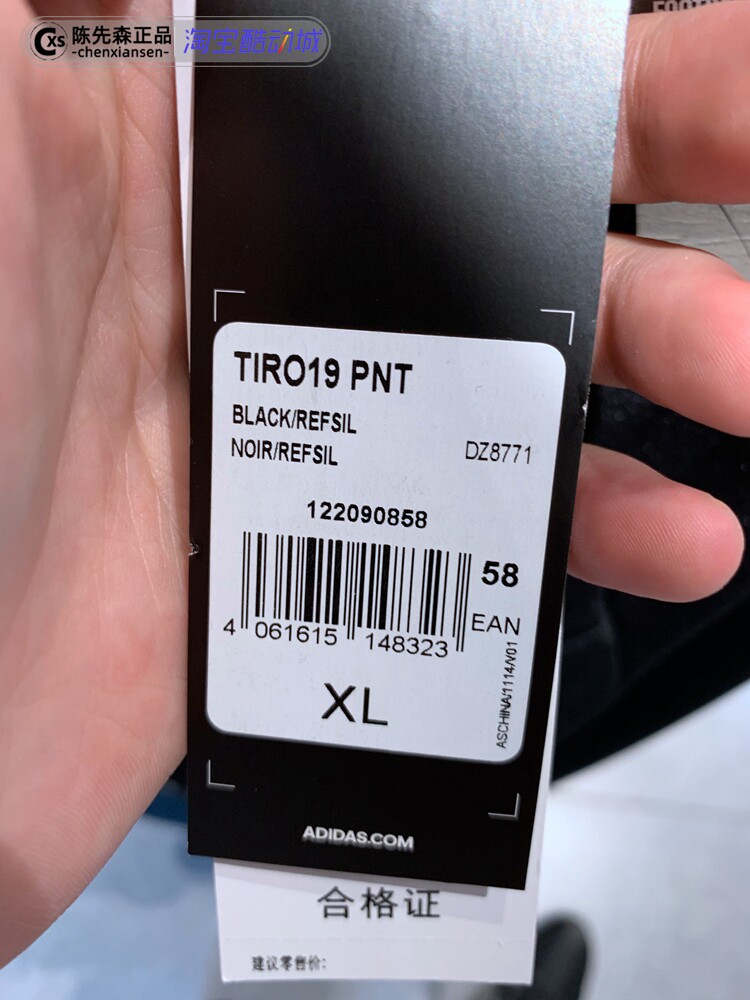 陈先森正品
-chenxiansen-
淘宝酷动城
TIRO19 PNT
BLACK/REFSIL
NOIR/REFSIL
DZ8771
122090858
58
EAN
4 061615 148323
XL
ASCHINA/1114/V01
ADIDAS.COM
合格证
建议零售价: